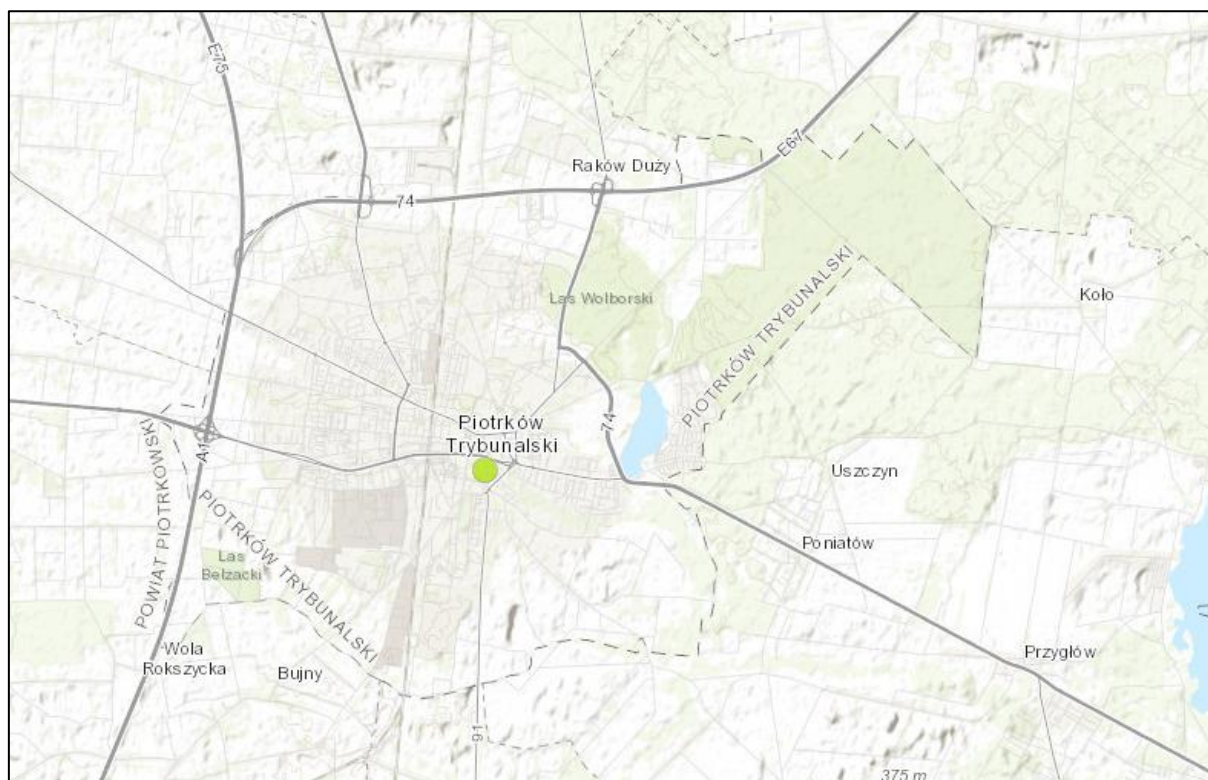 E-75
E67
Raków Duży
74
Las Wolborski
PIOTRKÓW TRYBUNALSKI
Koło
Piotrków
Trybunalski
74
A1
POWIAT PIOTRKOWSKI
PIOTRKÓW TRYBUNALSKI
Uszczyn
Poniatów
Las
Bełzacki
Wola
Rokszycka
Bujny
Przygłów
91
375 m